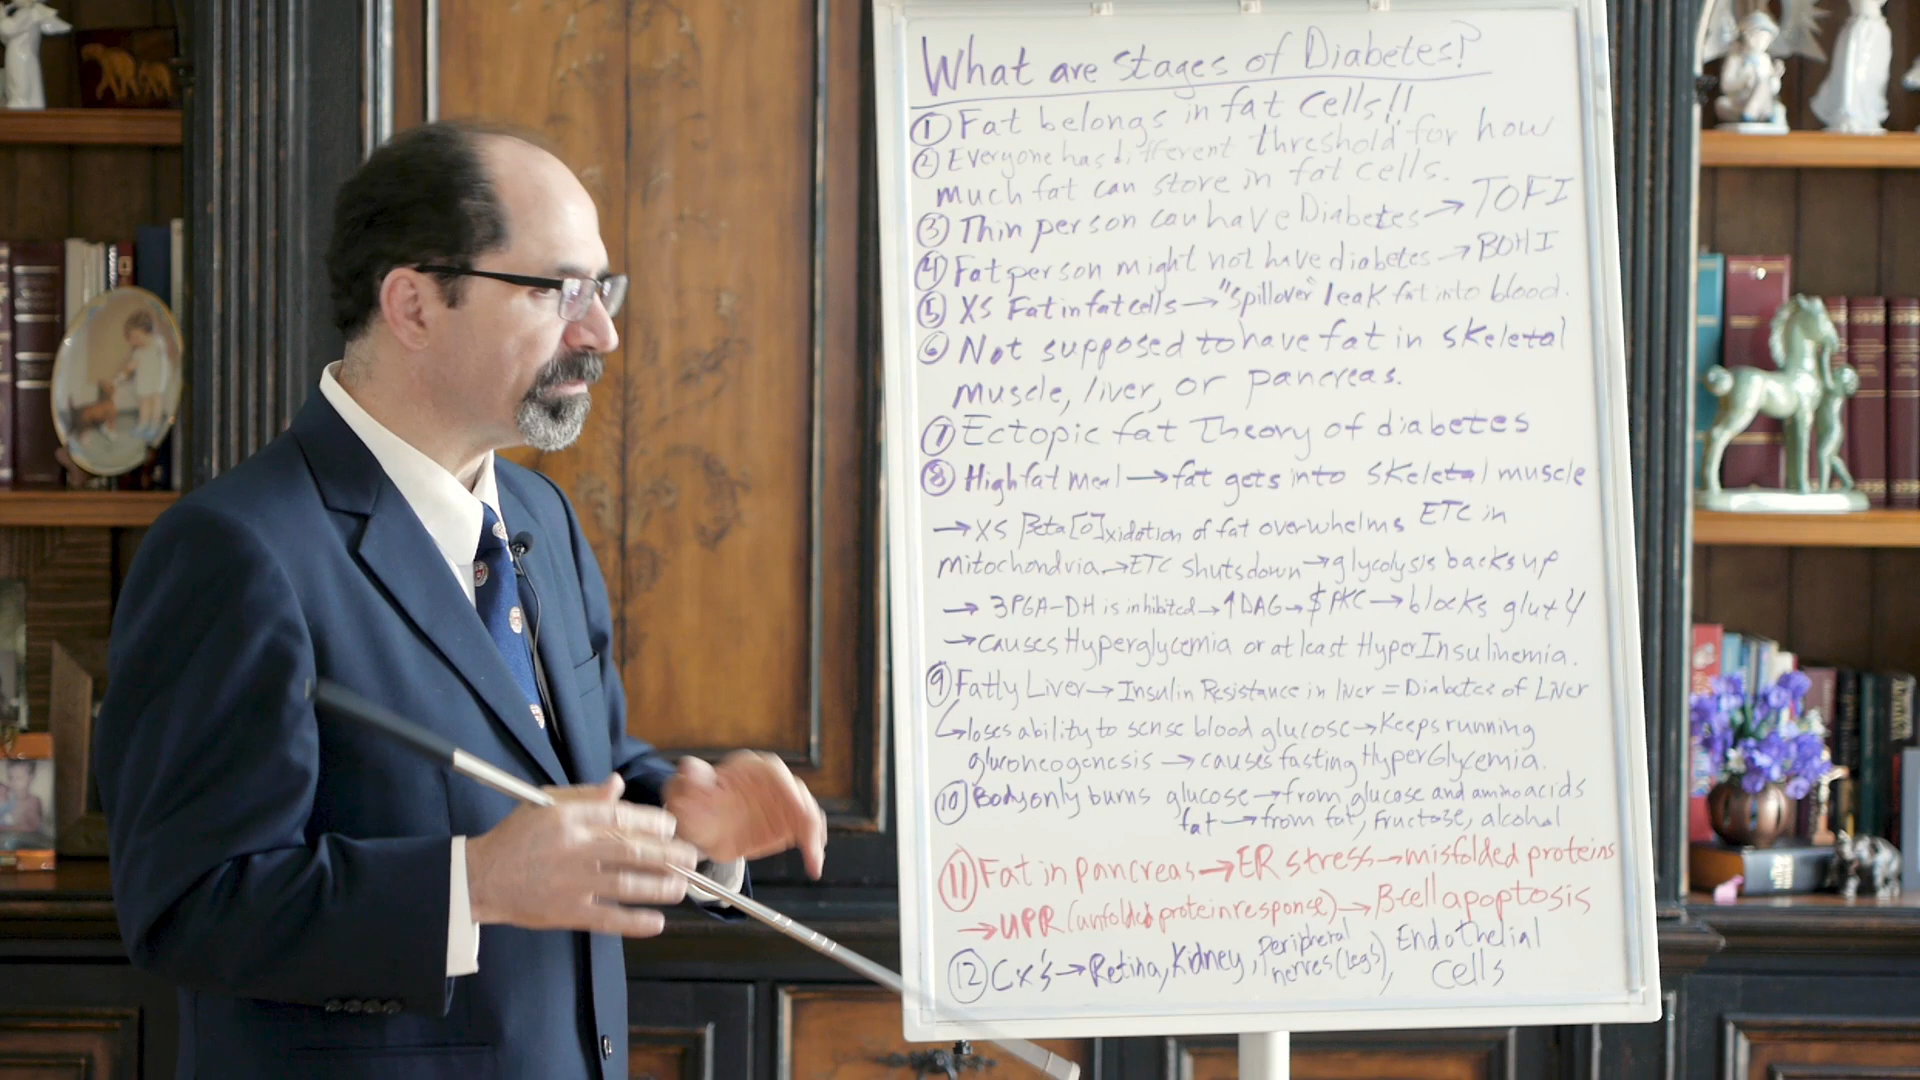 What are Stages of Diabetes?
① Fat belongs in fat cells!!
② Everyone has different "threshold" for how
much fat can store in fat cells.
③ Thin person can have Diabetes → TOFI
④ Fat person might not have diabetes → BOHI
⑤ XS Fat in fat cells → "spillover" leak fat into blood.
⑥ Not supposed to have fat in skeletal
muscle, liver, or pancreas.
⑦ Ectopic fat Theory of diabetes
⑧ High fat meal → fat gets into skeletal muscle
→ XS Beta [O]xidation of fat overwhelms ETC in
mitochondria → ETC Shutsdown → glycolysis backs up
→ 3PGA-DH is inhibited → ↑DAG → $PKC → blocks glut4
→ causes Hyperglycemia or at least HyperInsulinemia.
⑨ Fatty Liver → Insulin Resistance in liver = Diabetes of Liver
↳ loses ability to sense blood glucose → Keeps running
gluconeogenesis → causes fasting HyperGlycemia.
⑩ Body only burns glucose → from glucose and amino acids
fat → from fat, fructose, alcohol
⑪ Fat in pancreas → ER stress → misfolded proteins
→ UPR (unfolded protein response) → B-cell apoptosis
⑫ Cx's → Retina, Kidney, Peripheral nerves (legs), Endothelial
cells